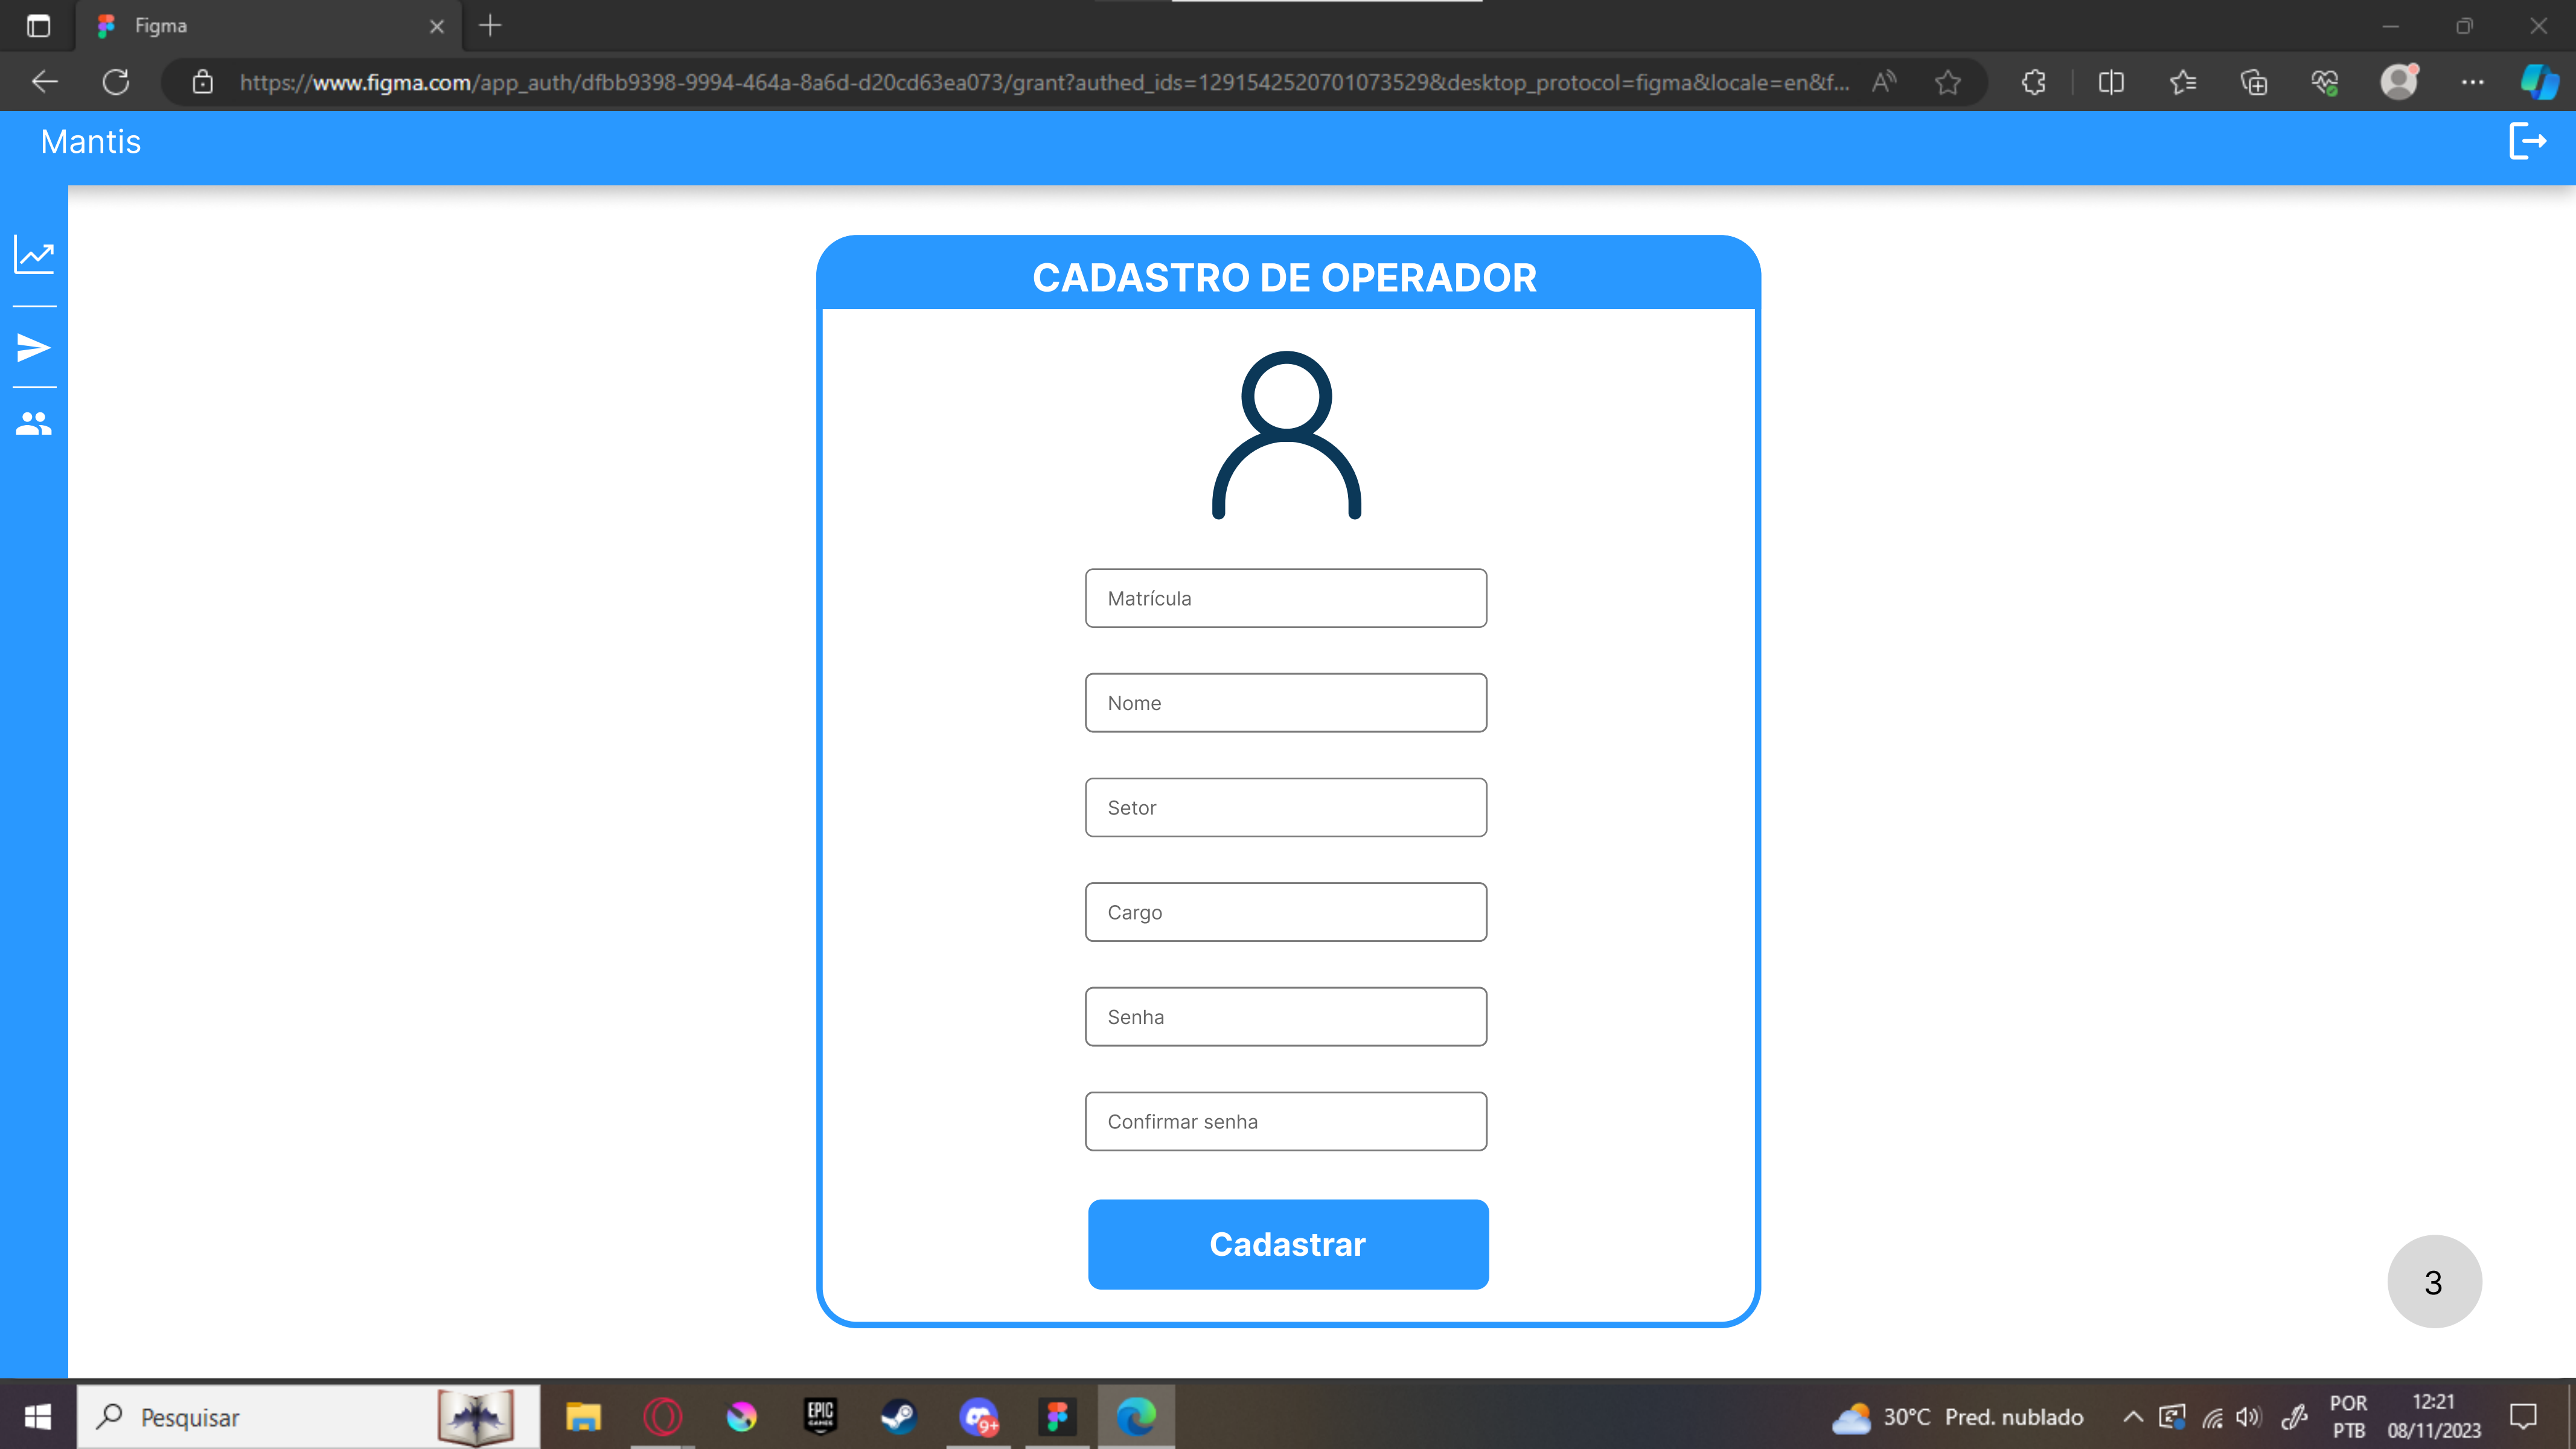 Figma
https://www.figma.com/app_auth/dfbb9398-9994-464a-8a6d-d20cd63ea073/grant?authed_ids=1291542520701073529&desktop_protocol=figma&locale=en&f...
Mantis
CADASTRO DE OPERADOR
Matrícula
Nome
Setor
Cargo
Senha
Confirmar senha
Cadastrar
3
Pesquisar
EPIC
GAMES
9+
30°C Pred. nublado
POR
PTB
12:21
08/11/2023